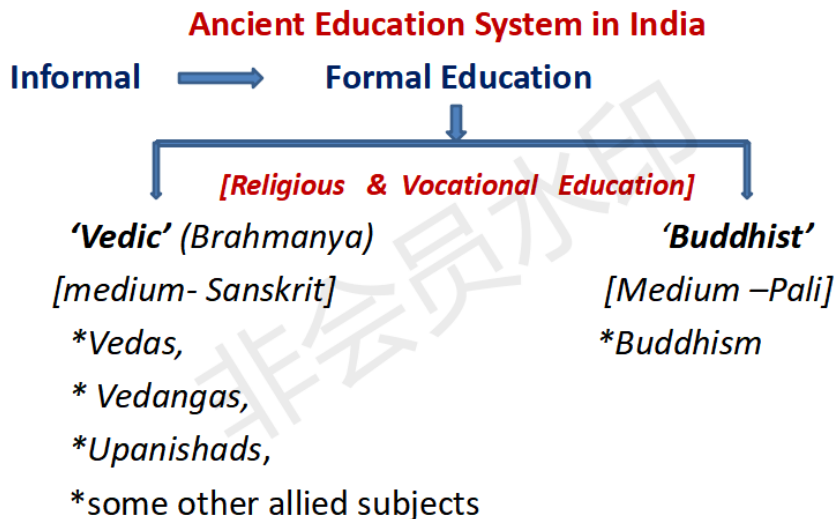 Ancient Education System in India
Informal Formal Education
[Religious & Vocational Education]
‘Vedic’ (Brahmanya) ‘Buddhist’
[medium- Sanskrit] [Medium –Pali]
*Vedas, *Buddhism
* Vedangas,
*Upanishads,
*some other allied subjects
非会员水印